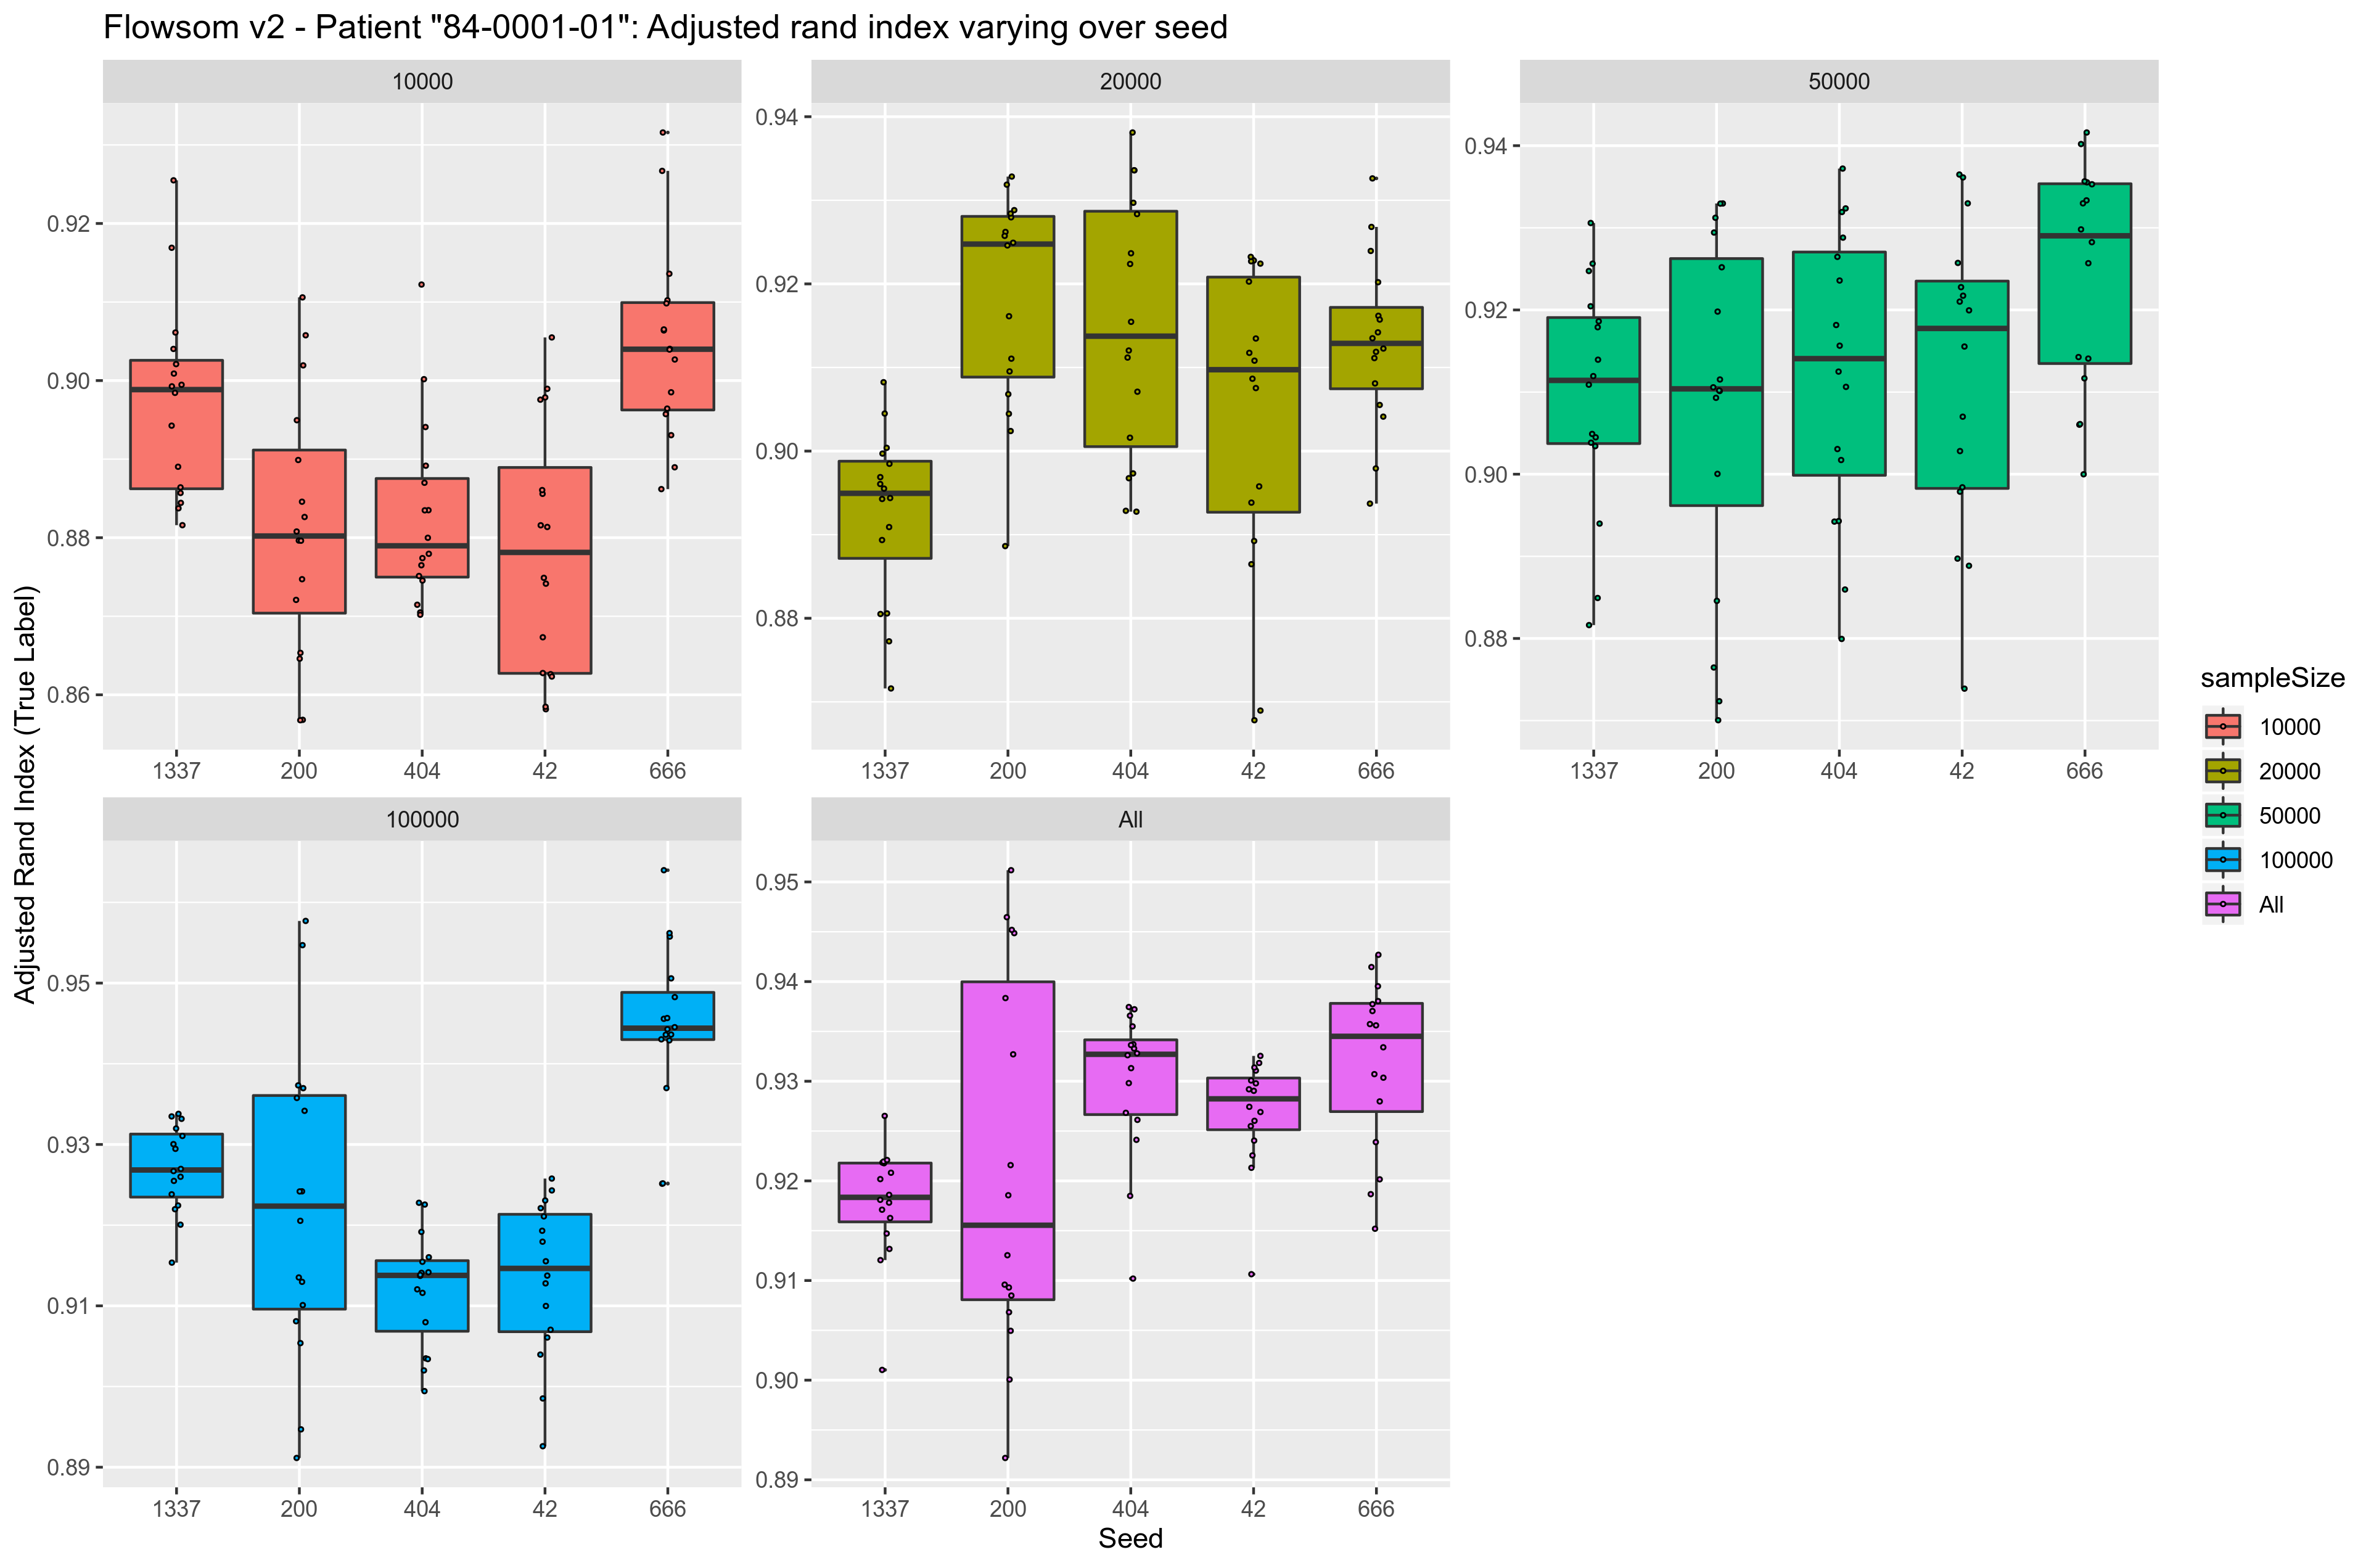 Flowsom v2 - Patient "84-0001-01": Adjusted rand index varying over seed
Adjusted Rand Index (True Label)
10000
0.92
0.90
0.88
0.86
1337 200 404 42 666
20000
0.94
0.92
0.90
0.88
1337 200 404 42 666
50000
0.94
0.92
0.90
0.88
1337 200 404 42 666
100000
0.95
0.93
0.91
0.89
1337 200 404 42 666
All
0.95
0.94
0.93
0.92
0.91
0.90
0.89
1337 200 404 42 666
Seed
sampleSize
10000
20000
50000
100000
All